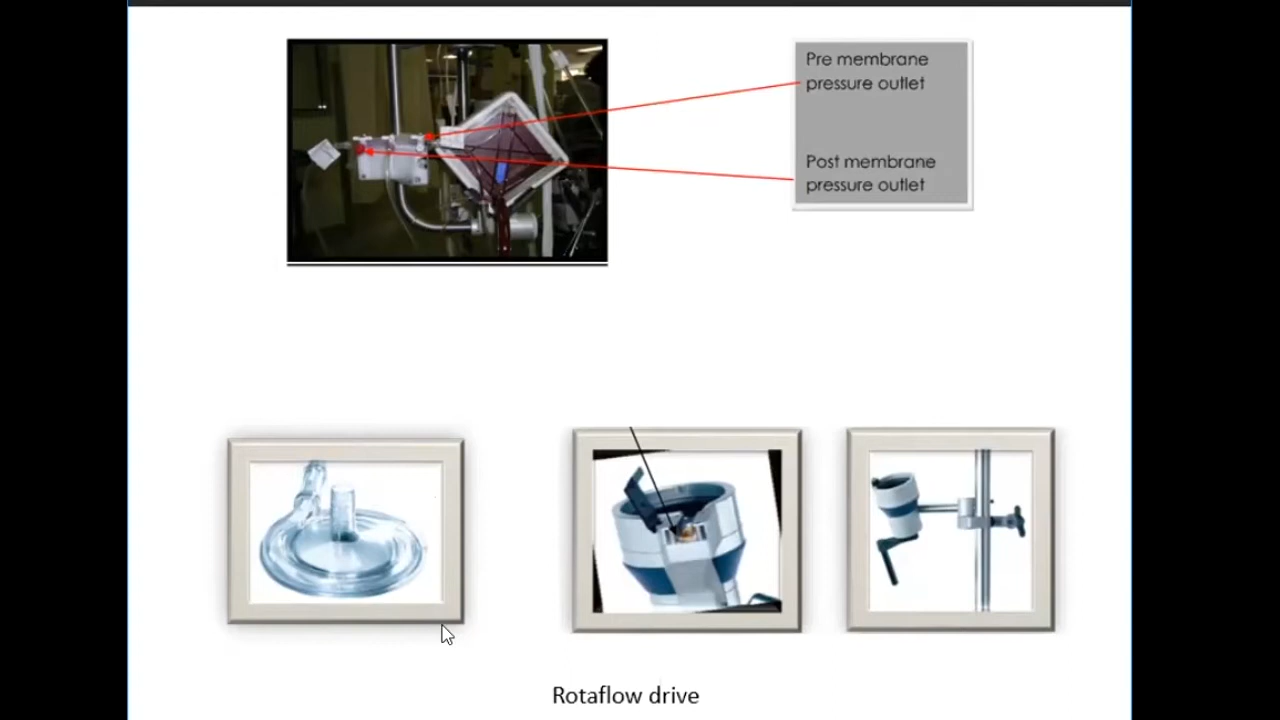 Pre membrane
pressure outlet
Post membrane
pressure outlet
Rotaflow drive